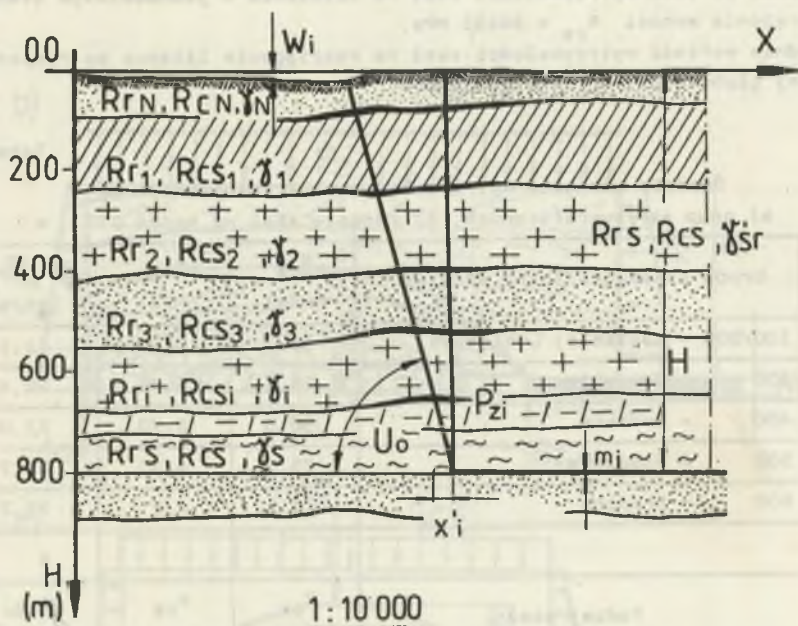 00
Wi
X
RrN, RCN, γN
200
Rr1, Rcs1, γ1
Rr2, Rcs2, γ2
Rrs, Rcs, γśr
400
Rr3, Rcs3, γ3
600
H
Rri, Rcsi, γi
Pzi
Uo
Rrs, Rcs, γs
mi
800
x'i
H
(m)
1:10 000